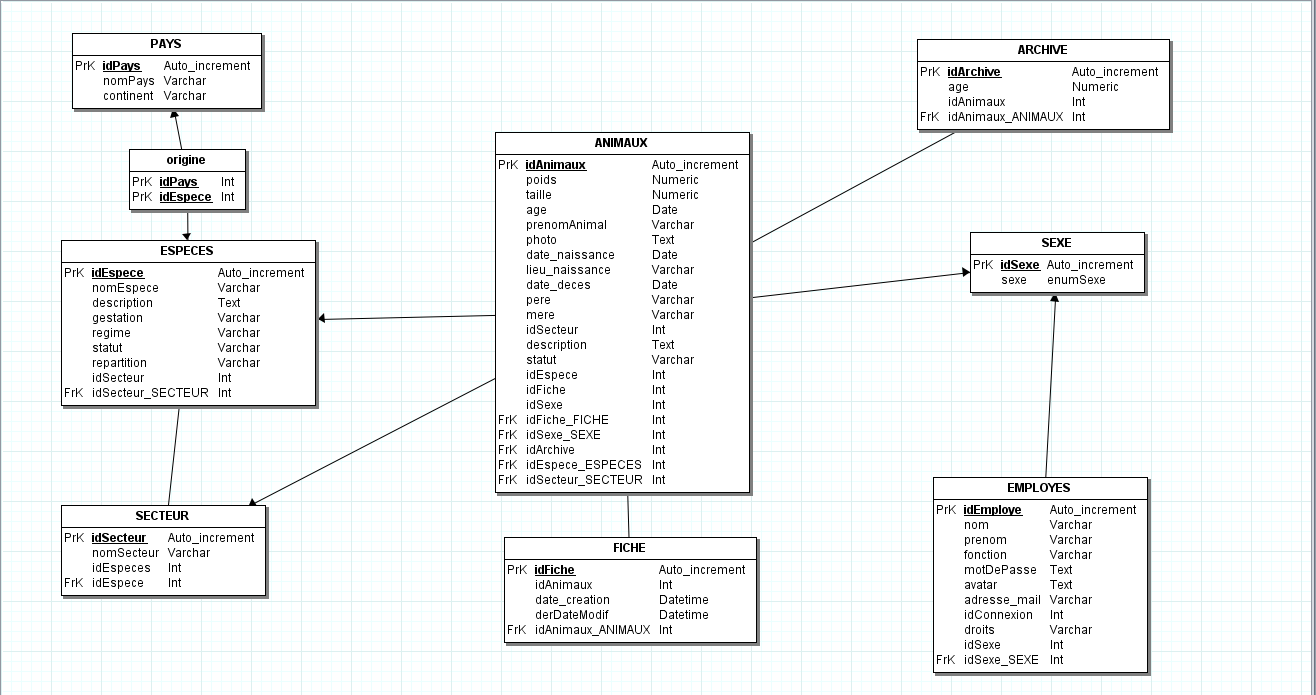 PAYS
PrK idPays Auto_increment
nomPays Varchar
continent Varchar
origine
PrK idPays Int
PrK idEspece Int
ESPECES
PrK idEspece Auto_increment
nomEspece Varchar
description Text
gestation Varchar
regime Varchar
statut Varchar
repartition Varchar
idSecteur Int
FrK idSecteur_SECTEUR Int
SECTEUR
PrK idSecteur Auto_increment
nomSecteur Varchar
idEspeces Int
FrK idEspece Int
ANIMAUX
PrK idAnimaux Auto_increment
poids Numeric
taille Numeric
age Date
prenomAnimal Varchar
photo Text
date_naissance Date
lieu_naissance Varchar
date_deces Date
pere Varchar
mere Varchar
idSecteur Int
description Text
statut Varchar
idEspece Int
idFiche Int
idSexe Int
FrK idFiche_FICHE Int
FrK idSexe_SEXE Int
FrK idArchive Int
FrK idEspece_ESPECES Int
FrK idSecteur_SECTEUR Int
FICHE
PrK idFiche Auto_increment
idAnimaux Int
date_creation Datetime
derDateModif Datetime
FrK idAnimaux_ANIMAUX Int
ARCHIVE
PrK idArchive Auto_increment
age Numeric
idAnimaux Int
FrK idAnimaux_ANIMAUX Int
SEXE
PrK idSexe Auto_increment
sexe enumSexe
EMPLOYES
PrK idEmploye Auto_increment
nom Varchar
prenom Varchar
fonction Varchar
motDePasse Text
avatar Text
adresse_mail Varchar
idConnexion Int
droits Varchar
idSexe Int
FrK idSexe_SEXE Int